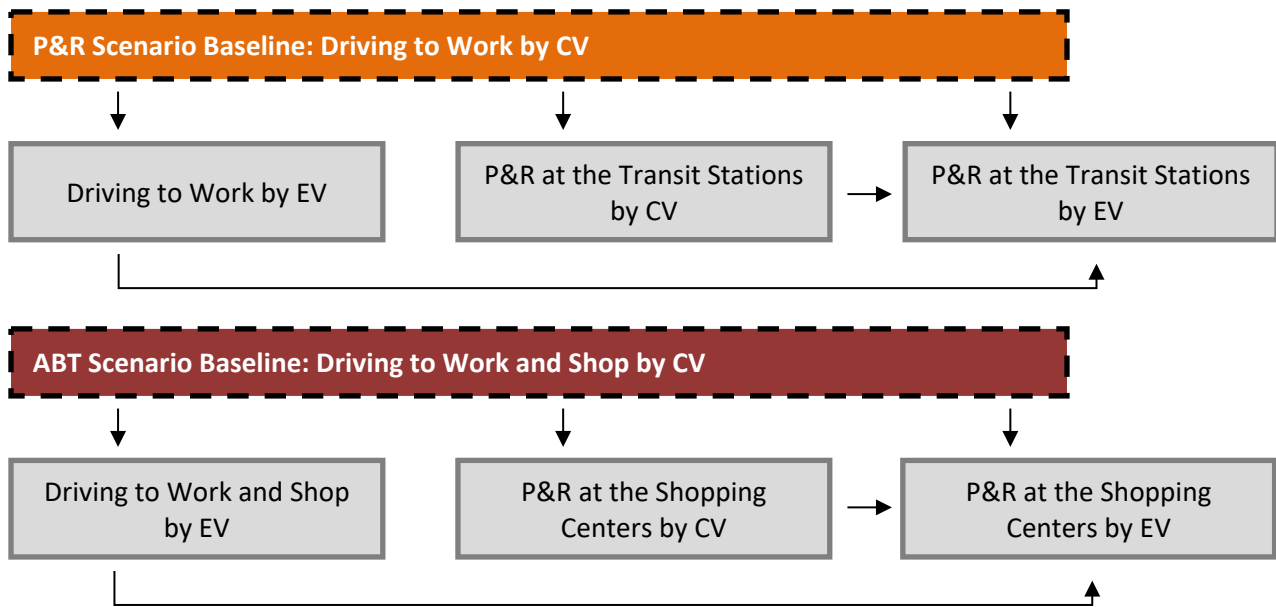 P&R Scenario Baseline: Driving to Work by CV
Driving to Work by EV
P&R at the Transit Stations
by CV
P&R at the Transit Stations
by EV
ABT Scenario Baseline: Driving to Work and Shop by CV
Driving to Work and Shop
by EV
P&R at the Shopping
Centers by CV
P&R at the Shopping
Centers by EV